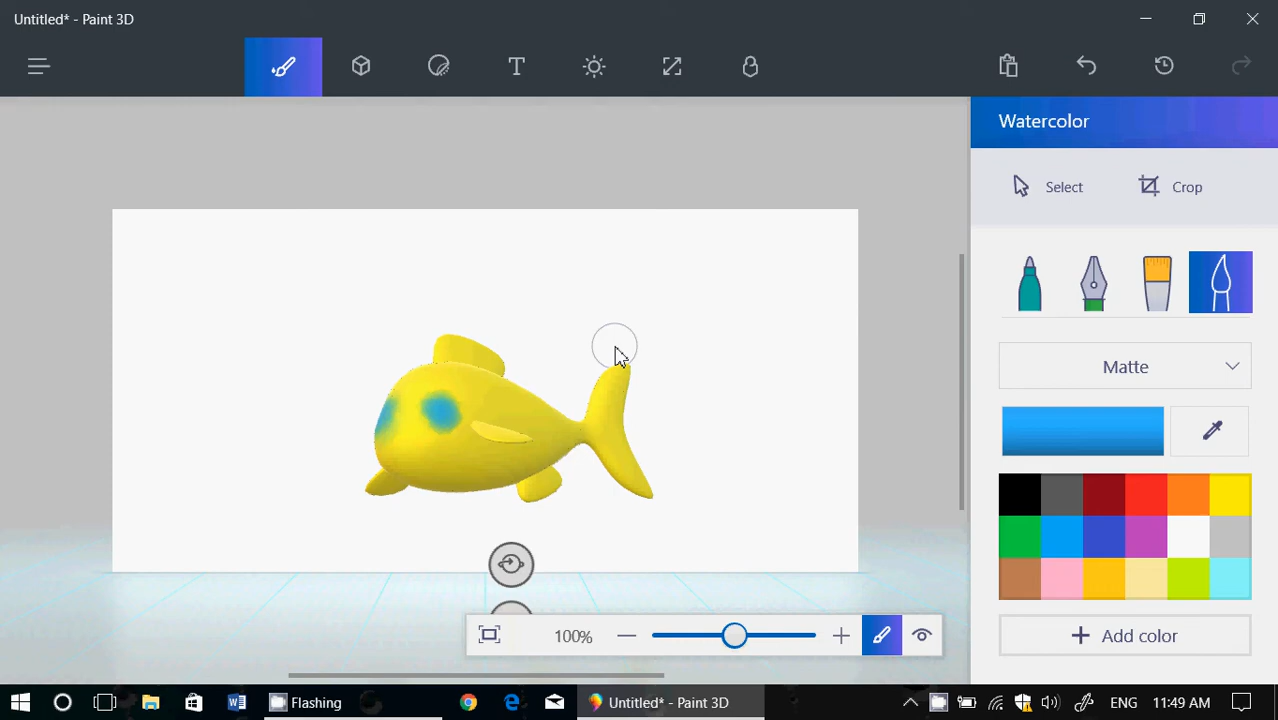 Untitled* - Paint 3D
Watercolor
Select
Crop
Matte
Add color
100%
Flashing
Untitled* - Paint 3D
ENG
11:49 AM